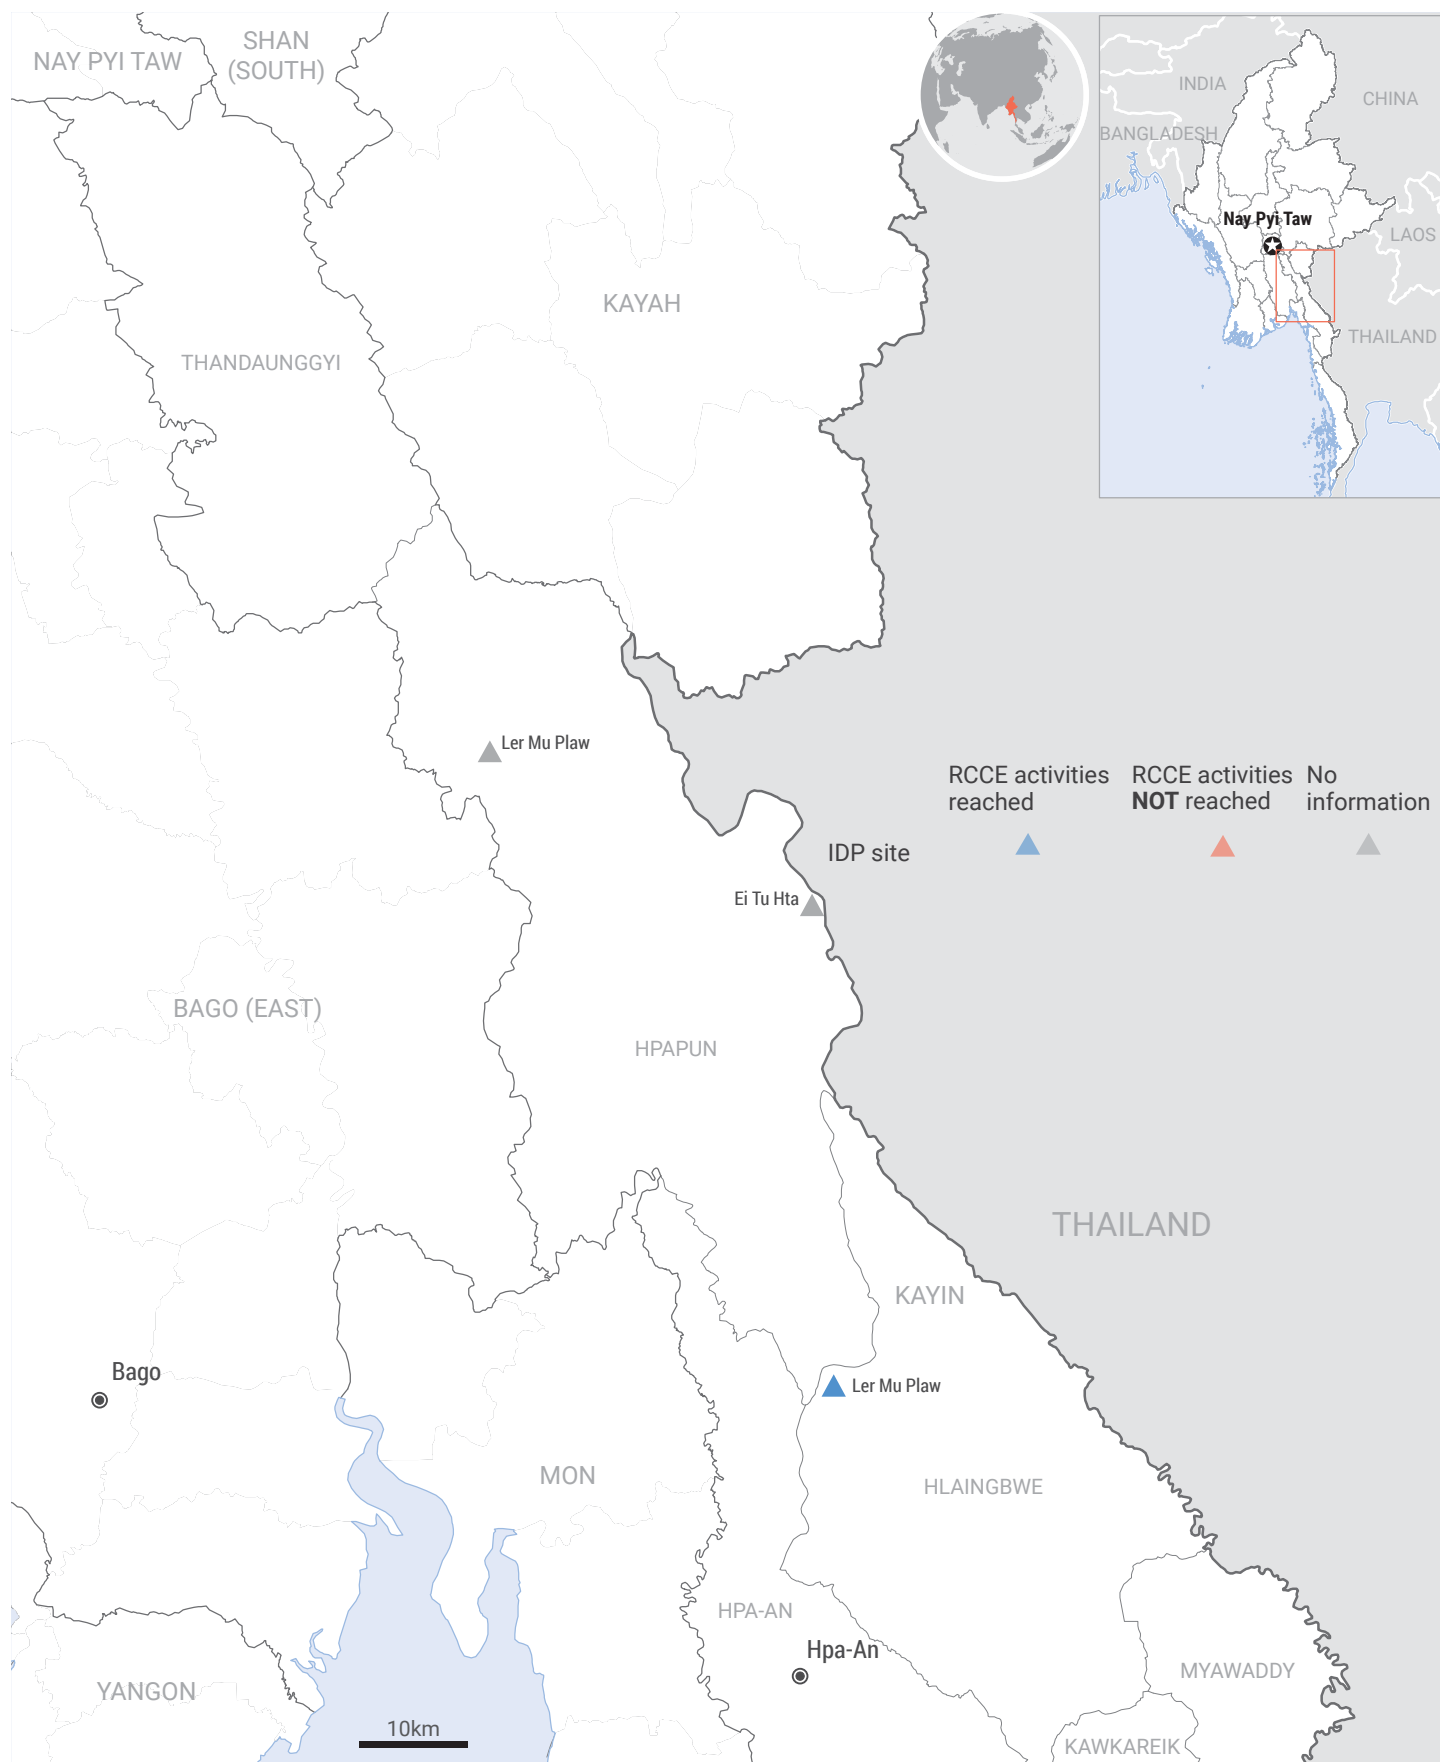 SHAN
(SOUTH)
NAY PYI TAW
INDIA
CHINA
BANGLADESH
Nay Pyi Taw
LAOS
THAILAND
KAYAH
THANDAUNGGYI
Ler Mu Plaw
RCCE activities
reached
RCCE activities
NOT reached
No
information
IDP site
Ei Tu Hta
BAGO (EAST)
HPAPUN
THAILAND
KAYIN
Bago
Ler Mu Plaw
MON
HLAINGBWE
HPA-AN
Hpa-An
MYAWADDY
YANGON
10km
KAWKAREIK